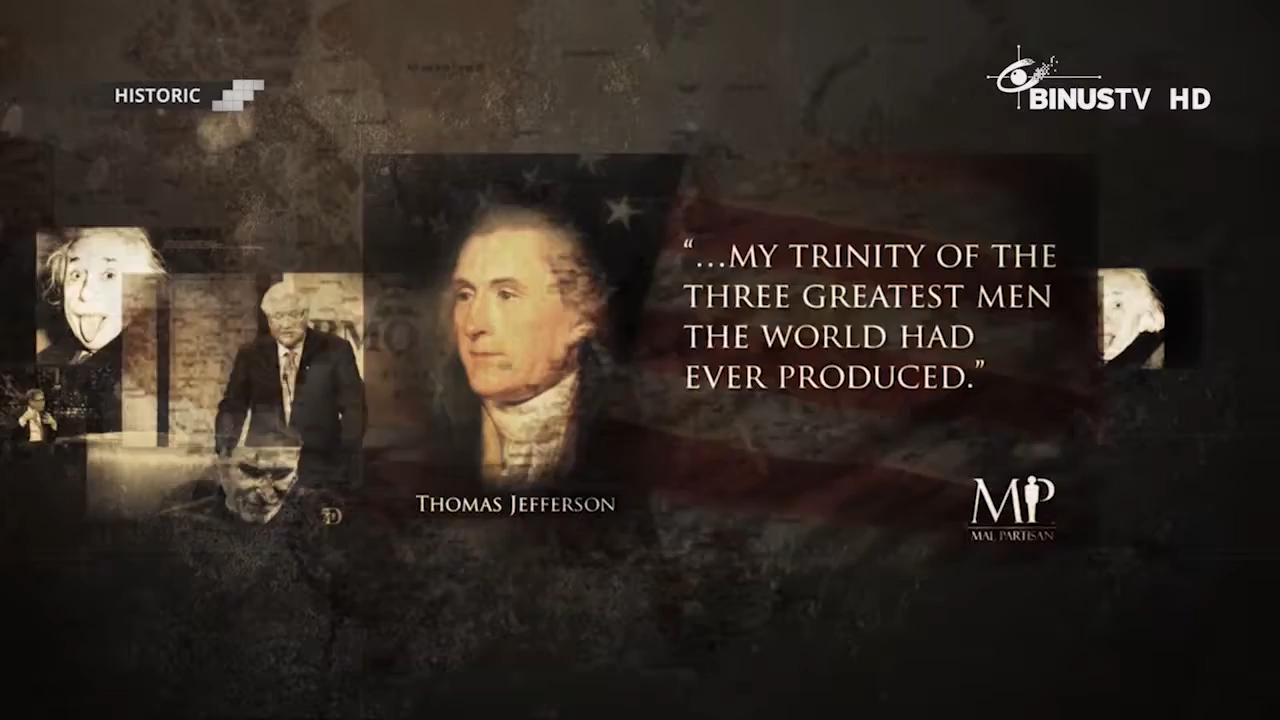 HISTORIC
BINUSTV HD
“...MY TRINITY OF THE
THREE GREATEST MEN
THE WORLD HAD
EVER PRODUCED.”
THOMAS JEFFERSON
MP
MAL PARTISAN